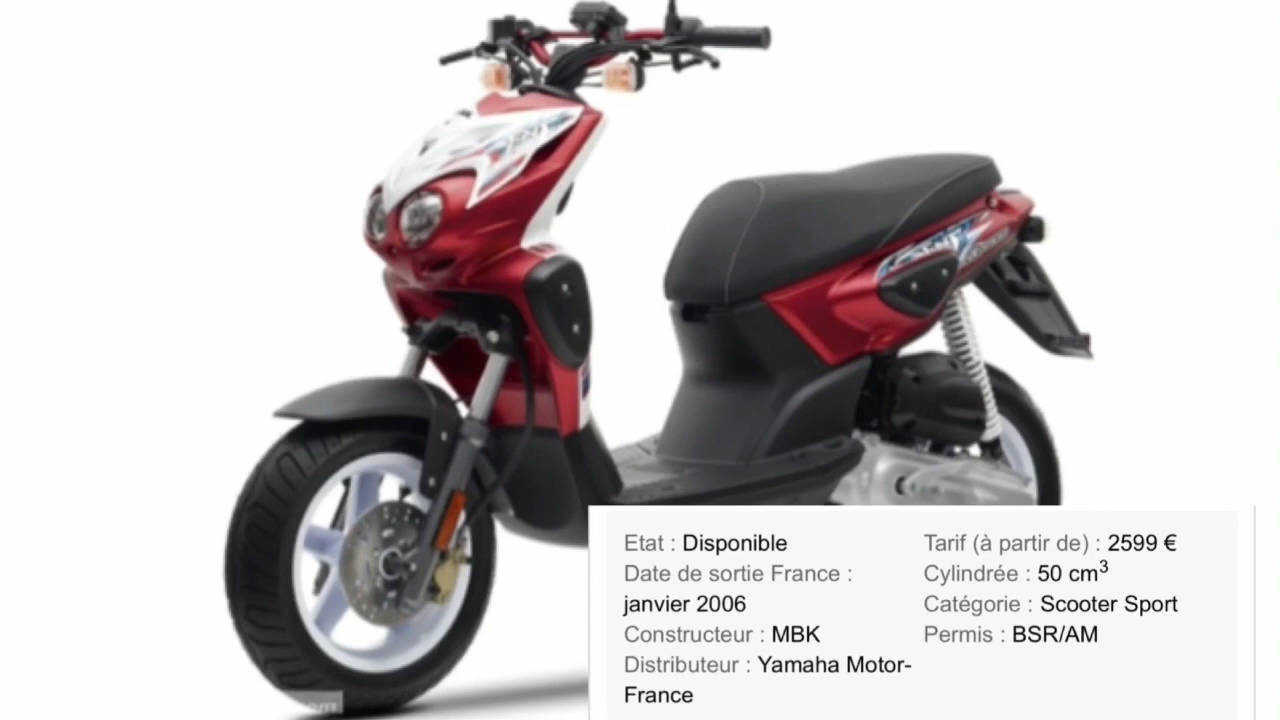 Etat : Disponible
Date de sortie France :
janvier 2006
Constructeur : MBK
Distributeur : Yamaha Motor-
France
Tarif (à partir de) : 2599 €
Cylindrée : 50 cm³
Catégorie : Scooter Sport
Permis : BSR/AM